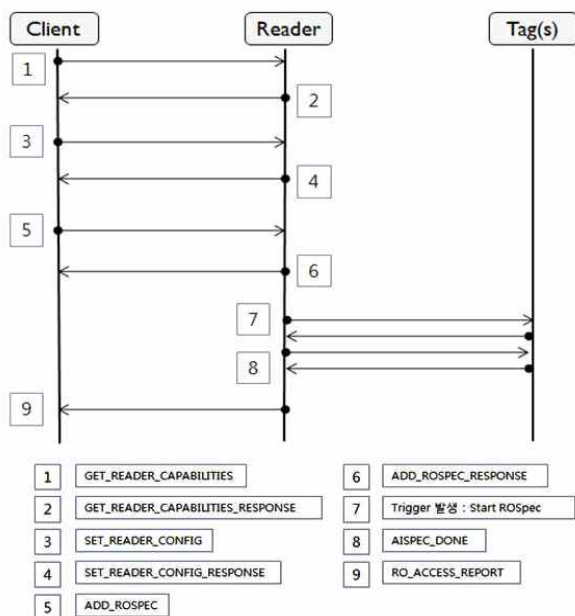 Client Reader Tag(s)
1
2
3
4
5
6
7
8
9
1 GET_READER_CAPABILITIES
2 GET_READER_CAPABILITIES_RESPONSE
3 SET_READER_CONFIG
4 SET_READER_CONFIG_RESPONSE
5 ADD_ROSPEC
6 ADD_ROSPEC_RESPONSE
7 Trigger 발생 : Start ROSpec
8 AISPEC_DONE
9 RO_ACCESS_REPORT